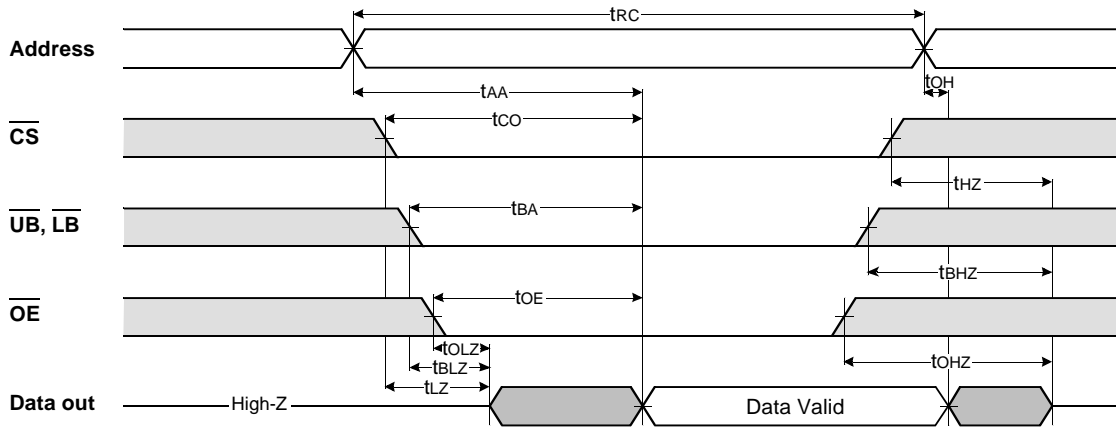 tRC
Address
tOH
tAA
CS
tCO
tHZ
UB, LB
tBA
tBHZ
OE
tOE
tOLZ
tOHZ
tBLZ
tLZ
Data out
High-Z
Data Valid